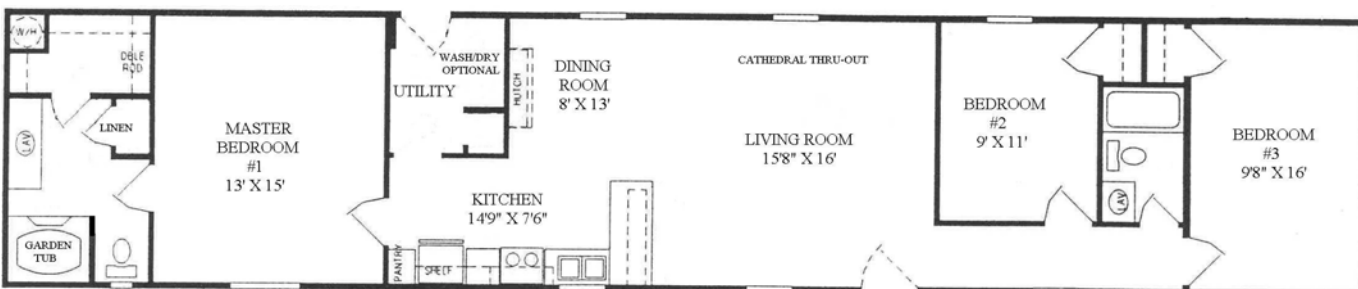 W/H
DBLE
ROD
LINEN
LAV
GARDEN
TUB
MASTER
BEDROOM
#1
13' X 15'
WASH/DRY
OPTIONAL
UTILITY
HUTCH
DINING
ROOM
8' X 13'
KITCHEN
14'9" X 7'6"
PANTRY
CATHEDRAL THRU-OUT
LIVING ROOM
15'8" X 16'
BEDROOM
#2
9' X 11'
LAV
BEDROOM
#3
9'8" X 16'